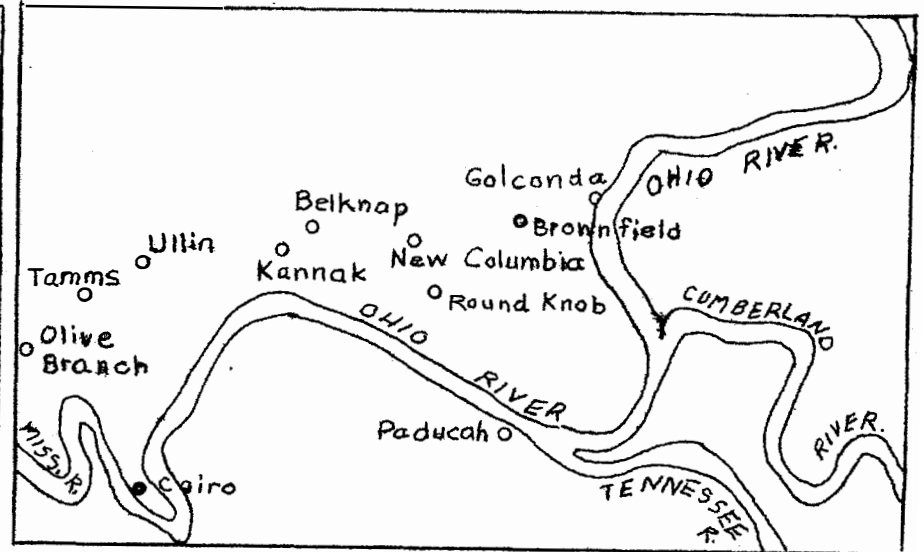 OHIO RIVER.
Golconda
Brownfield
Belknap
Ullin
Kannak
New Columbia
Tamms
Round Knob
CUMBERLAND
RIVER.
OHIO
RIVER
Olive
Branch
Paducah
MISS. R.
Cairo
TENNESSEE
R.